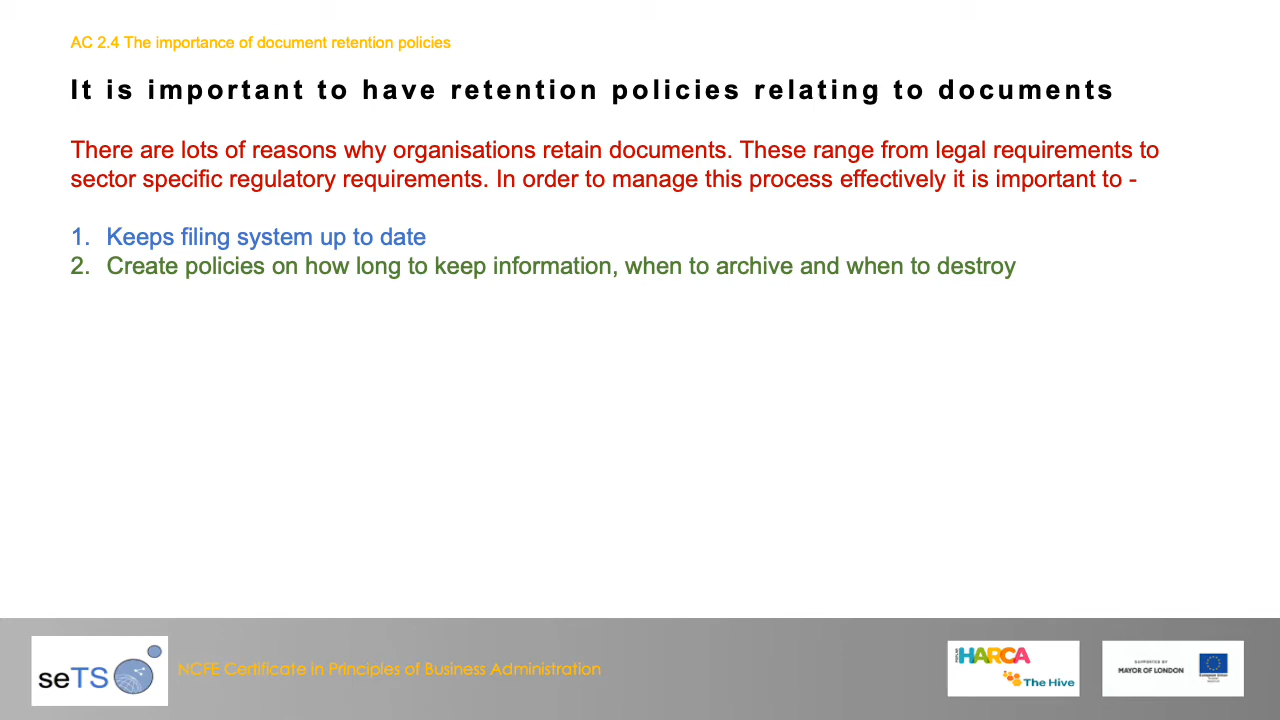 AC 2.4 The importance of document retention policies
It is important to have retention policies relating to documents
There are lots of reasons why organisations retain documents. These range from legal requirements to
sector specific regulatory requirements. In order to manage this process effectively it is important to -
1. Keeps filing system up to date
2. Create policies on how long to keep information, when to archive and when to destroy
seTS
NCFE Certificate in Principles of Business Administration
HARCA
The Hive
SUPPORTED BY
MAYOR OF LONDON
European Union